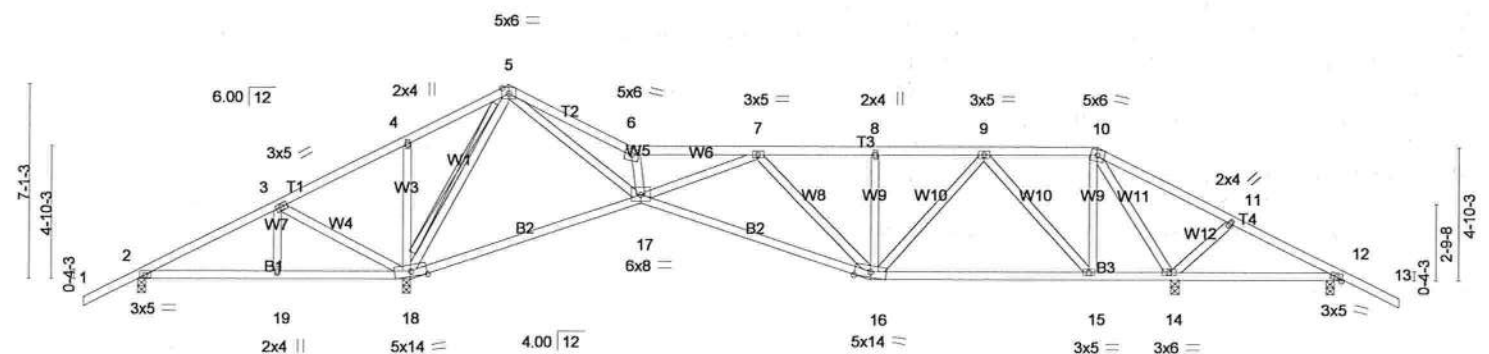 5x6 =
5
6.00 12
2x4 ||
T2
5x6 =
3x5 =
2x4 ||
3x5 =
5x6 =
4
6
7
8
9
10
T3
3x5 =
W5
W6
W1
3
T1
W3
W8
W9
W10
W10
W9
W11
2x4 //
11
T4
W7
W4
W12
2
B2
17
B2
12
1
B1
6x8 =
B3
13
3x5 =
3x5 =
19
18
4.00 12
16
15
14
2x4 ||
5x14 =
5x14 =
3x5 =
3x6 =
7-1-3
4-10-3
0-4-3
0-4-3
2-9-8
4-10-3